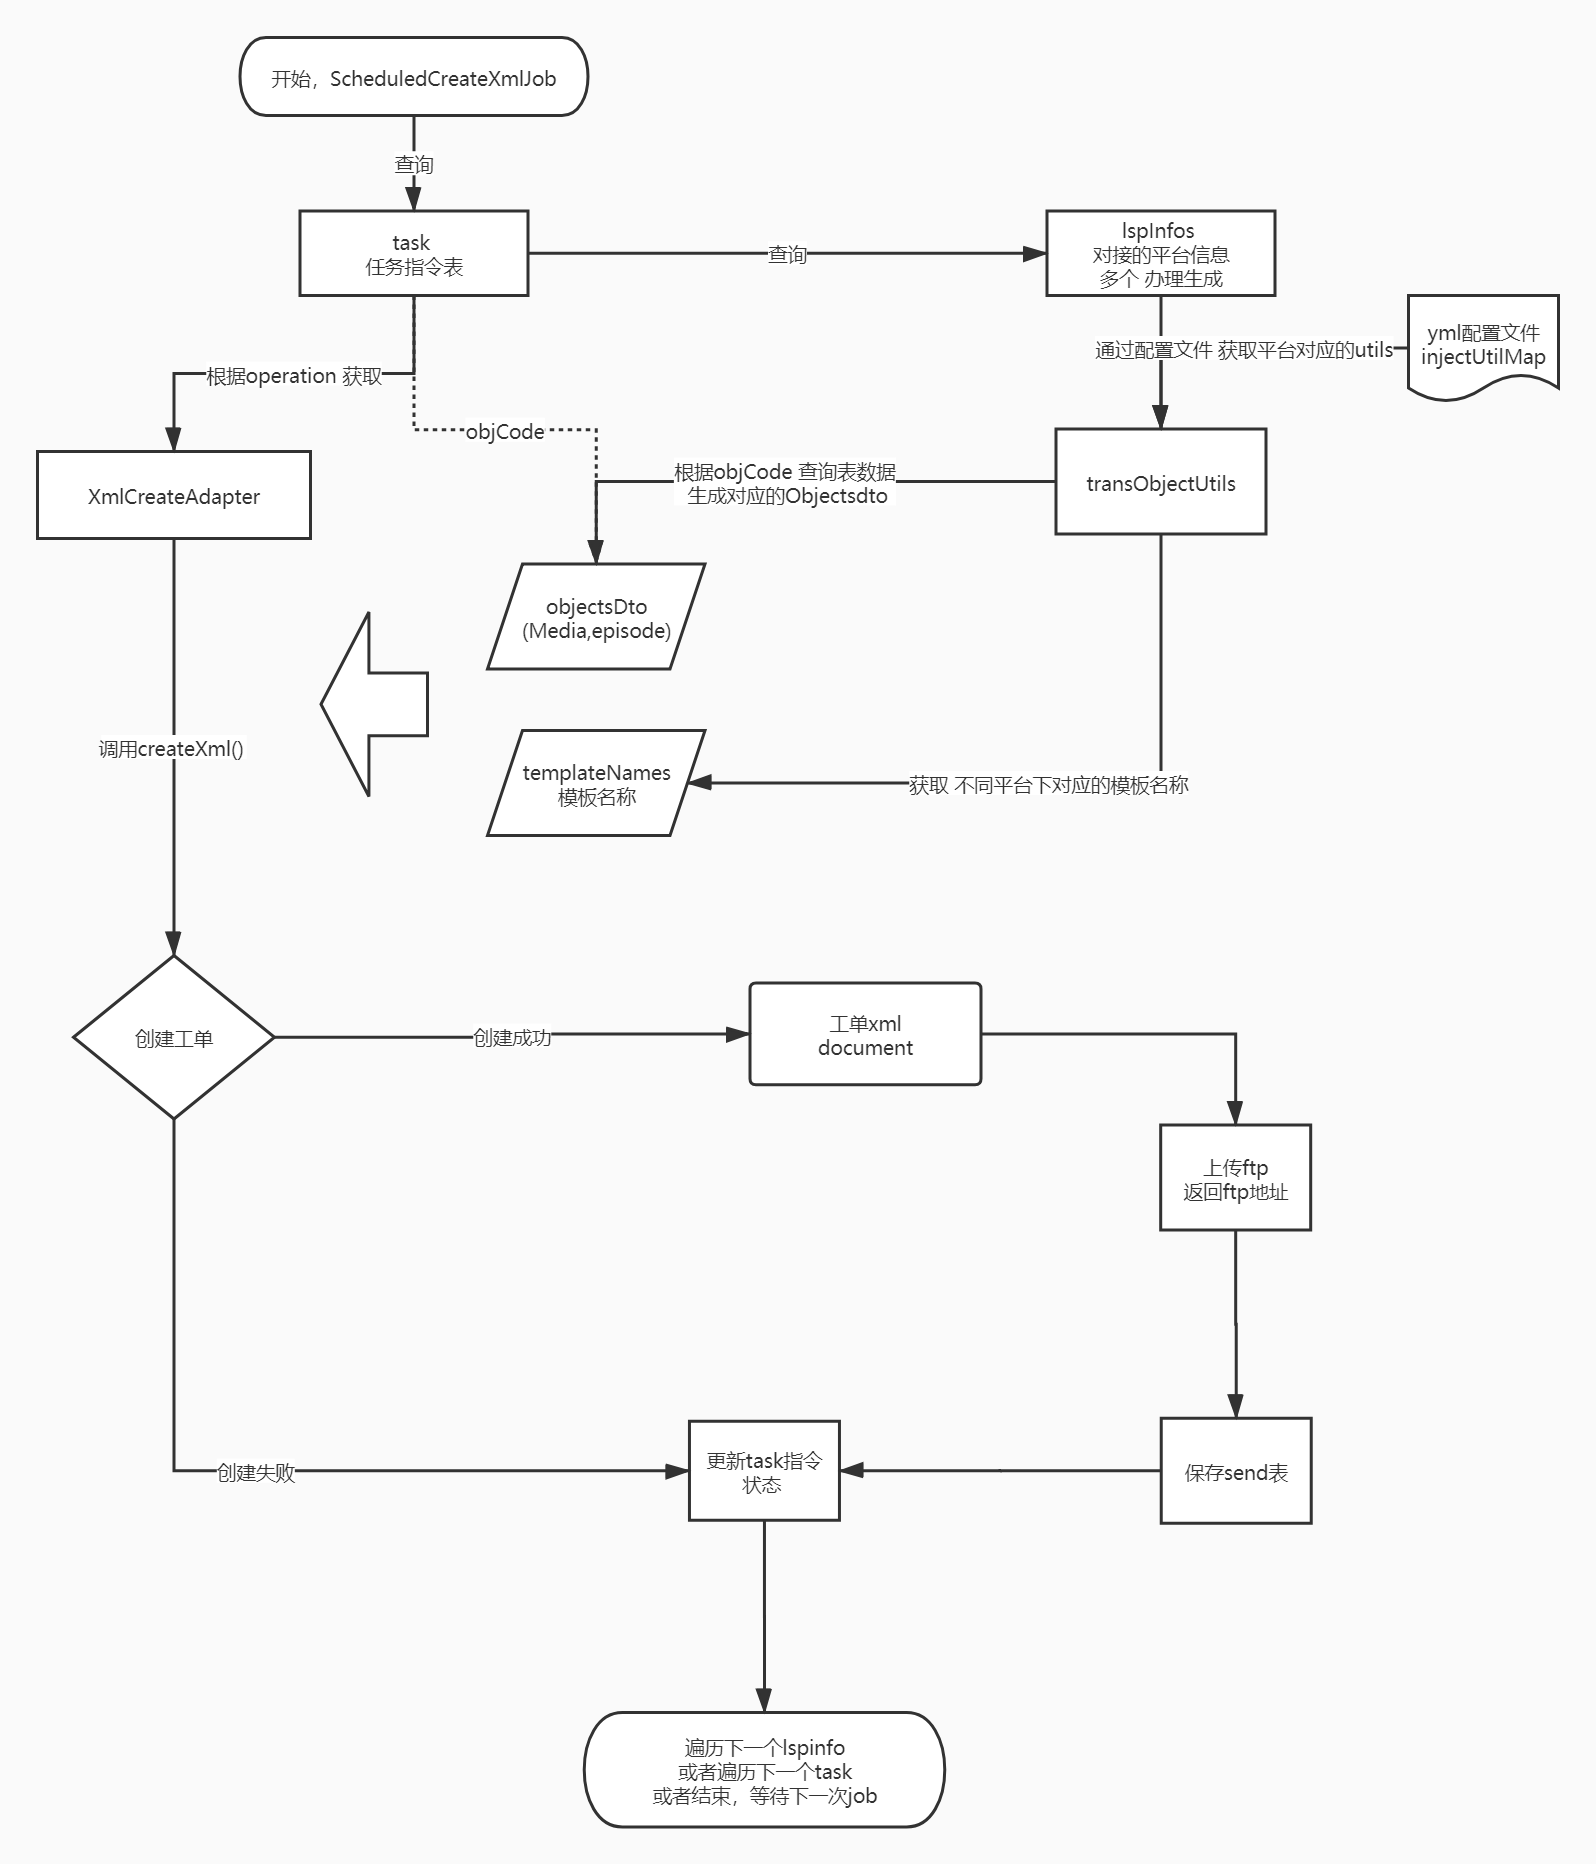 开始，ScheduledCreateXmlJob
查询
task
任务指令表
查询
lspInfos
对接的平台信息
多个 办理生成
通过配置文件 获取平台对应的utils
yml配置文件
injectUtilMap
根据operation 获取
objCode
XmlCreateAdapter
根据objCode 查询表数据
生成对应的Objectsdto
transObjectUtils
objectsDto
(Media,episode)
调用createXml()
templateNames
模板名称
获取 不同平台下对应的模板名称
创建工单
创建成功
工单xml
document
上传ftp
返回ftp地址
创建失败
更新task指令
状态
保存send表
遍历下一个lspinfo
或者遍历下一个task
或者结束，等待下一次job